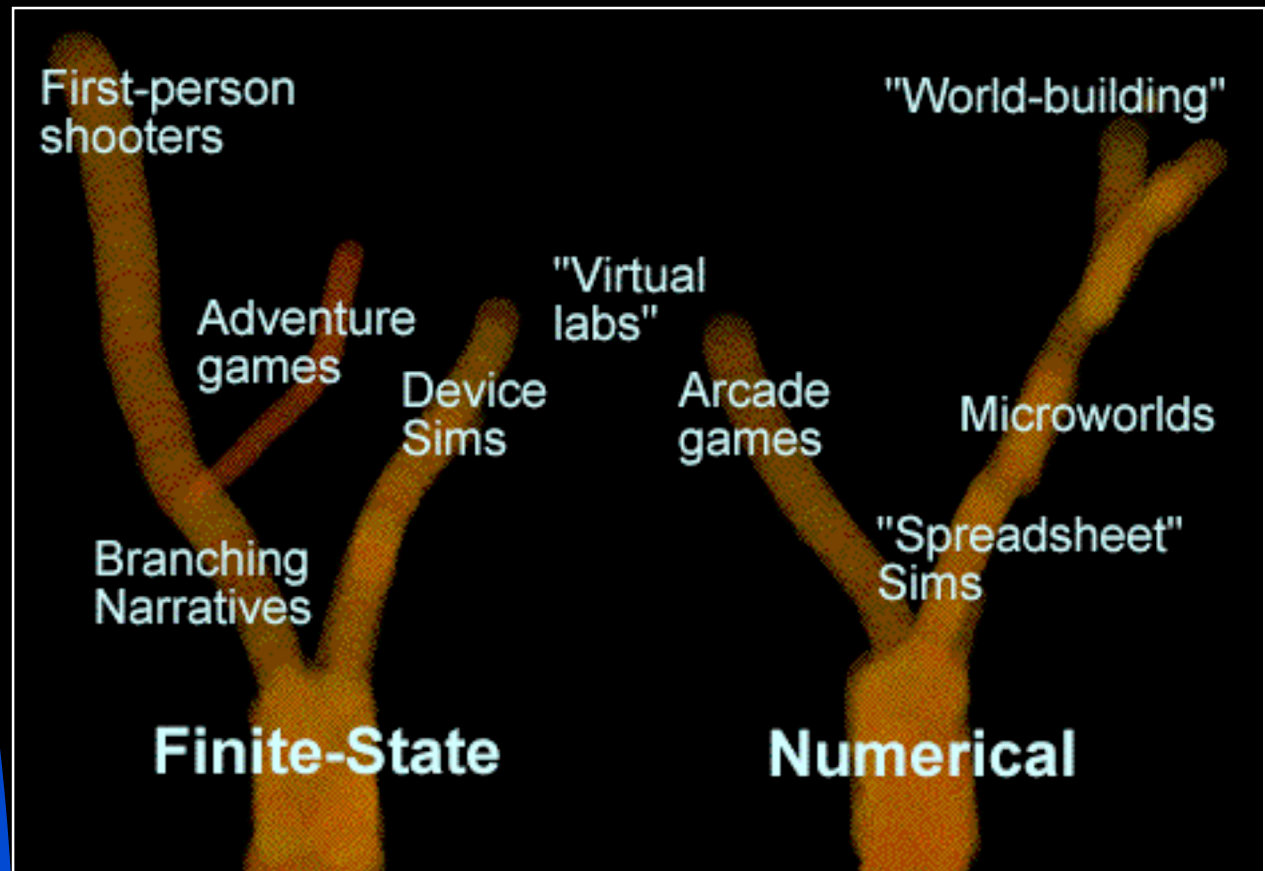 First-person
shooters
"World-building"
"Virtual
labs"
Adventure
games
Device
Sims
Arcade
games
Microworlds
Branching
Narratives
"Spreadsheet"
Sims
Finite-State
Numerical